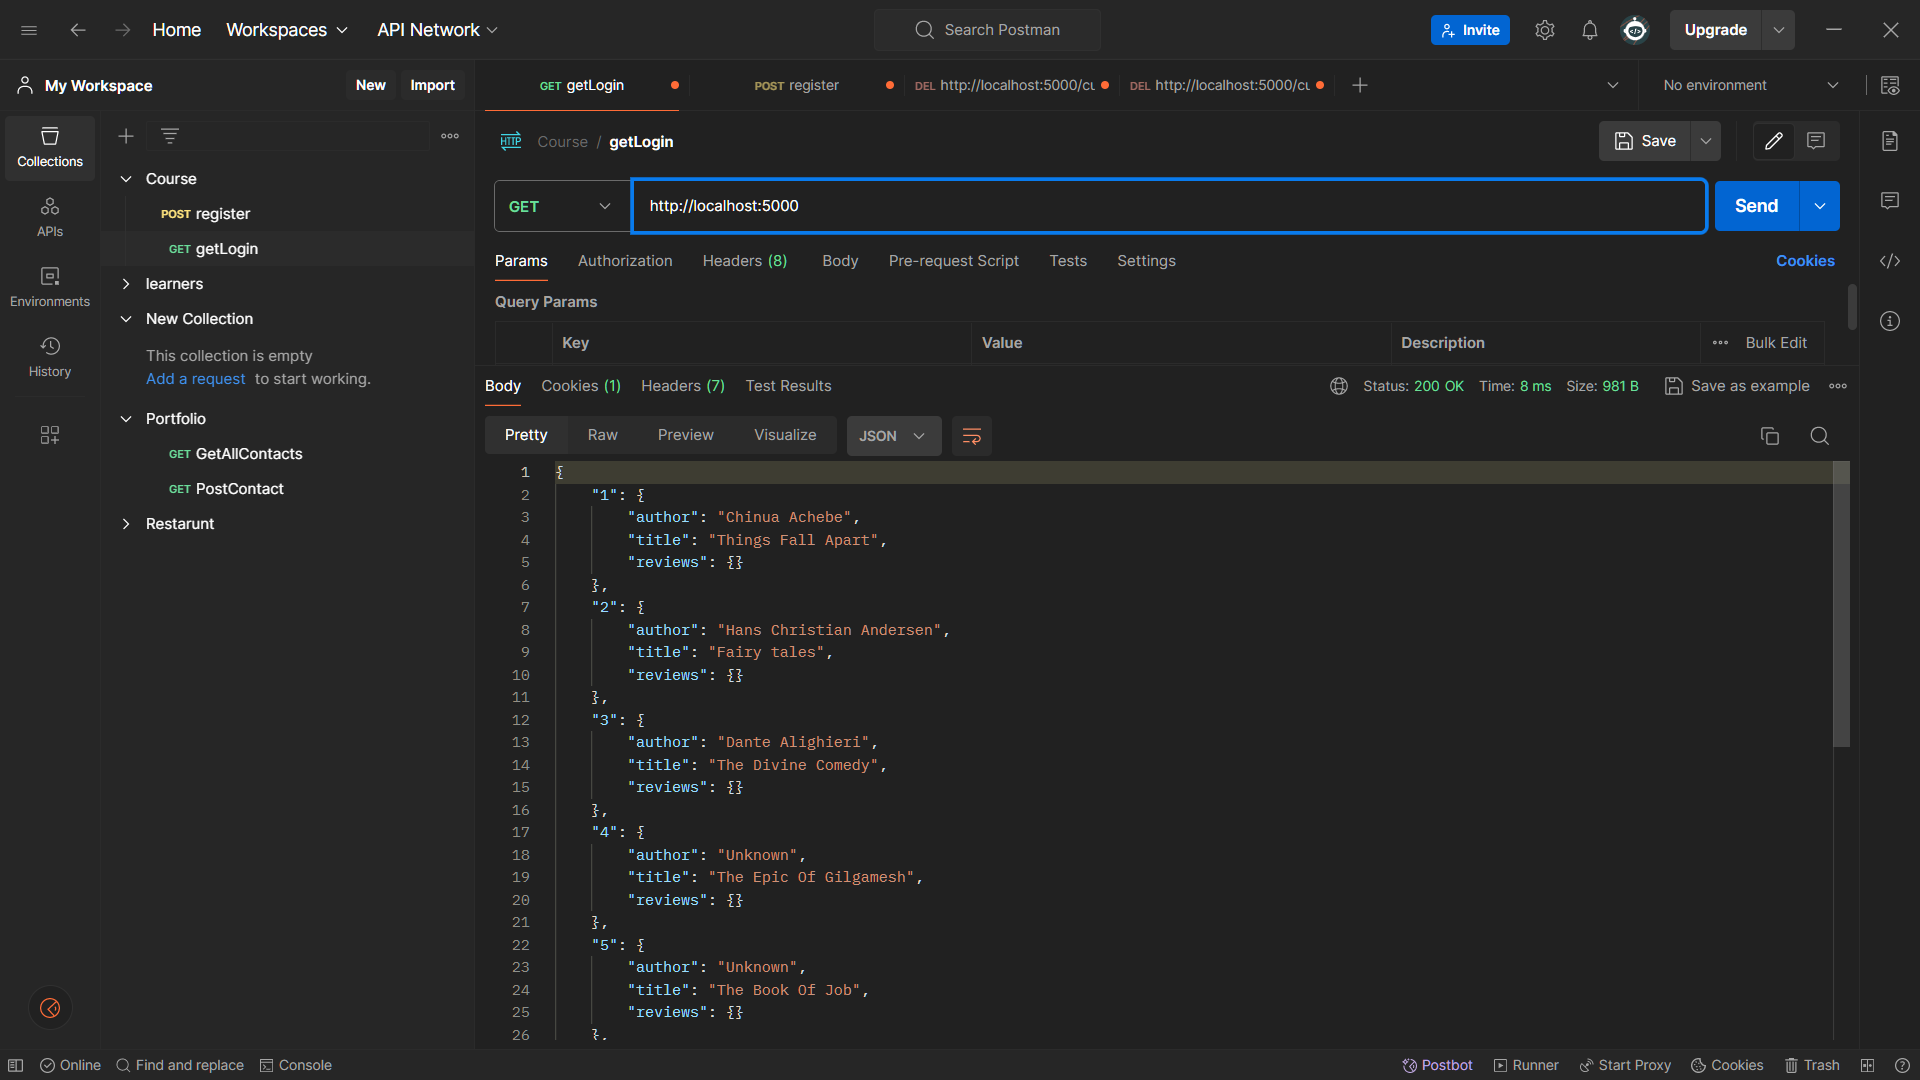 Home Workspaces API Network Search Postman Invite Upgrade
My Workspace New Import GET getLogin POST register DEL http://localhost:5000/cu DEL http://localhost:5000/cu No environment
Collections
APIs
Environments
History
Course
POST register
GET getLogin
learners
New Collection
This collection is empty
Add a request to start working.
Portfolio
GET GetAllContacts
GET PostContact
Restarunt
HTTP Course / getLogin Save
GET http://localhost:5000 Send
Params Authorization Headers (8) Body Pre-request Script Tests Settings Cookies
Query Params
Key Value Description Bulk Edit
Body Cookies (1) Headers (7) Test Results Status: 200 OK Time: 8 ms Size: 981 B Save as example
Pretty Raw Preview Visualize JSON
1 {
2 "1": {
3 "author": "Chinua Achebe",
4 "title": "Things Fall Apart",
5 "reviews": {}
6 },
7 "2": {
8 "author": "Hans Christian Andersen",
9 "title": "Fairy tales",
10 "reviews": {}
11 },
12 "3": {
13 "author": "Dante Alighieri",
14 "title": "The Divine Comedy",
15 "reviews": {}
16 },
17 "4": {
18 "author": "Unknown",
19 "title": "The Epic Of Gilgamesh",
20 "reviews": {}
21 },
22 "5": {
23 "author": "Unknown",
24 "title": "The Book Of Job",
25 "reviews": {}
26 },
Online Find and replace Console Postbot Runner Start Proxy Cookies Trash